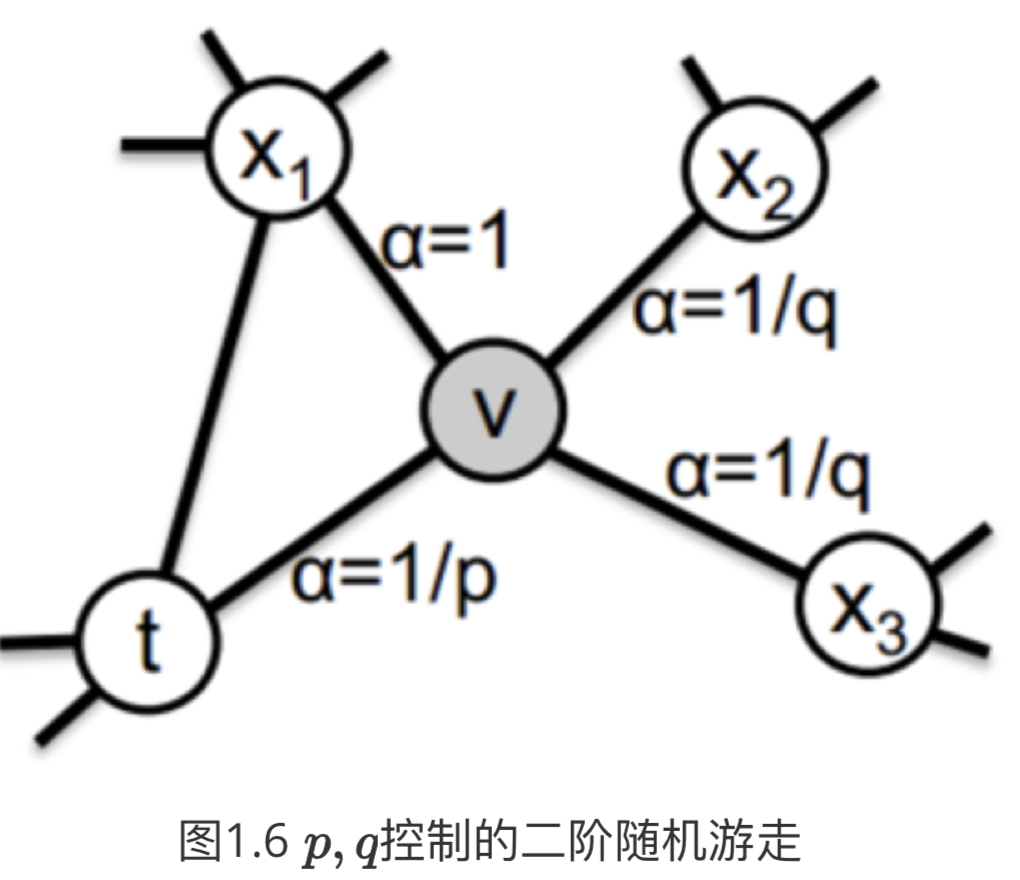 x₁
x₂
α=1
α=1/q
v
α=1/q
α=1/p
x₃
t
图1.6 p, q控制的二阶随机游走